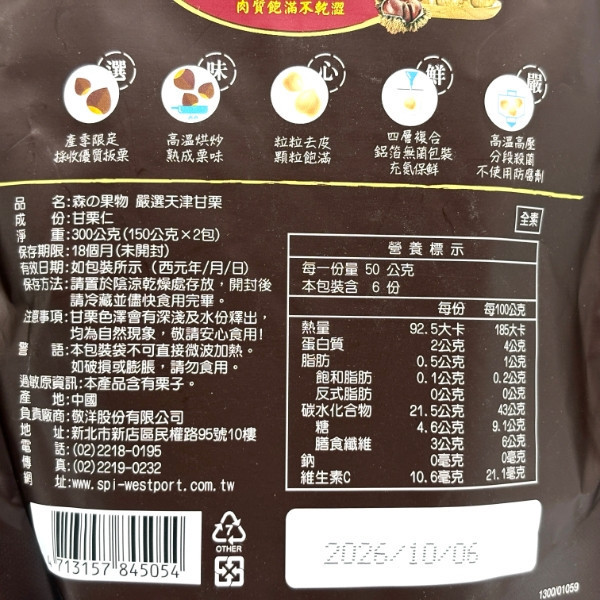 肉質飽滿不乾澀
選
味
心
鮮
嚴
產季限定
採收優質板栗
高溫烘炒
熟成栗味
粒粒去皮
顆粒飽滿
四層複合
鋁箔無菌包裝
充氮保鮮
高溫高壓
分段殺菌
不使用防腐劑
全素
品名:森の果物 嚴選天津甘栗
成份:甘栗仁
淨重:300公克(150公克×2包)
保存期限:18個月(未開封)
有效日期:如包裝所示 (西元年/月/日)
保存方法:請置於陰涼乾燥處存放，開封後
請冷藏並儘快食用完畢。
注意事項:甘栗色澤會有深淺及水份釋出，
均為自然現象，敬請安心食用!
警語:本包裝袋不可直接微波加熱。
如破損或膨脹，請勿食用。
過敏原資訊:本產品含有栗子。
產地:中國
負責廠商:敬洋股份有限公司
地址:新北市新店區民權路95號10樓
電話:(02)2218-0195
傳真:(02)2219-0232
網址:www.spi-westport.com.tw
營養標示
每一份量 50 公克
本包裝含 6 份
每份 每100公克
熱量 92.5大卡 185大卡
蛋白質 2公克 4公克
脂肪 0.5公克 1公克
飽和脂肪 0.1公克 0.2公克
反式脂肪 0公克 0公克
碳水化合物 21.5公克 43公克
糖 4.6公克 9.1公克
膳食纖維 3公克 6公克
鈉 0毫克 0毫克
維生素C 10.6毫克 21.1毫克
4 713157 845054
7
OTHER
2026/10/06
1300/01059